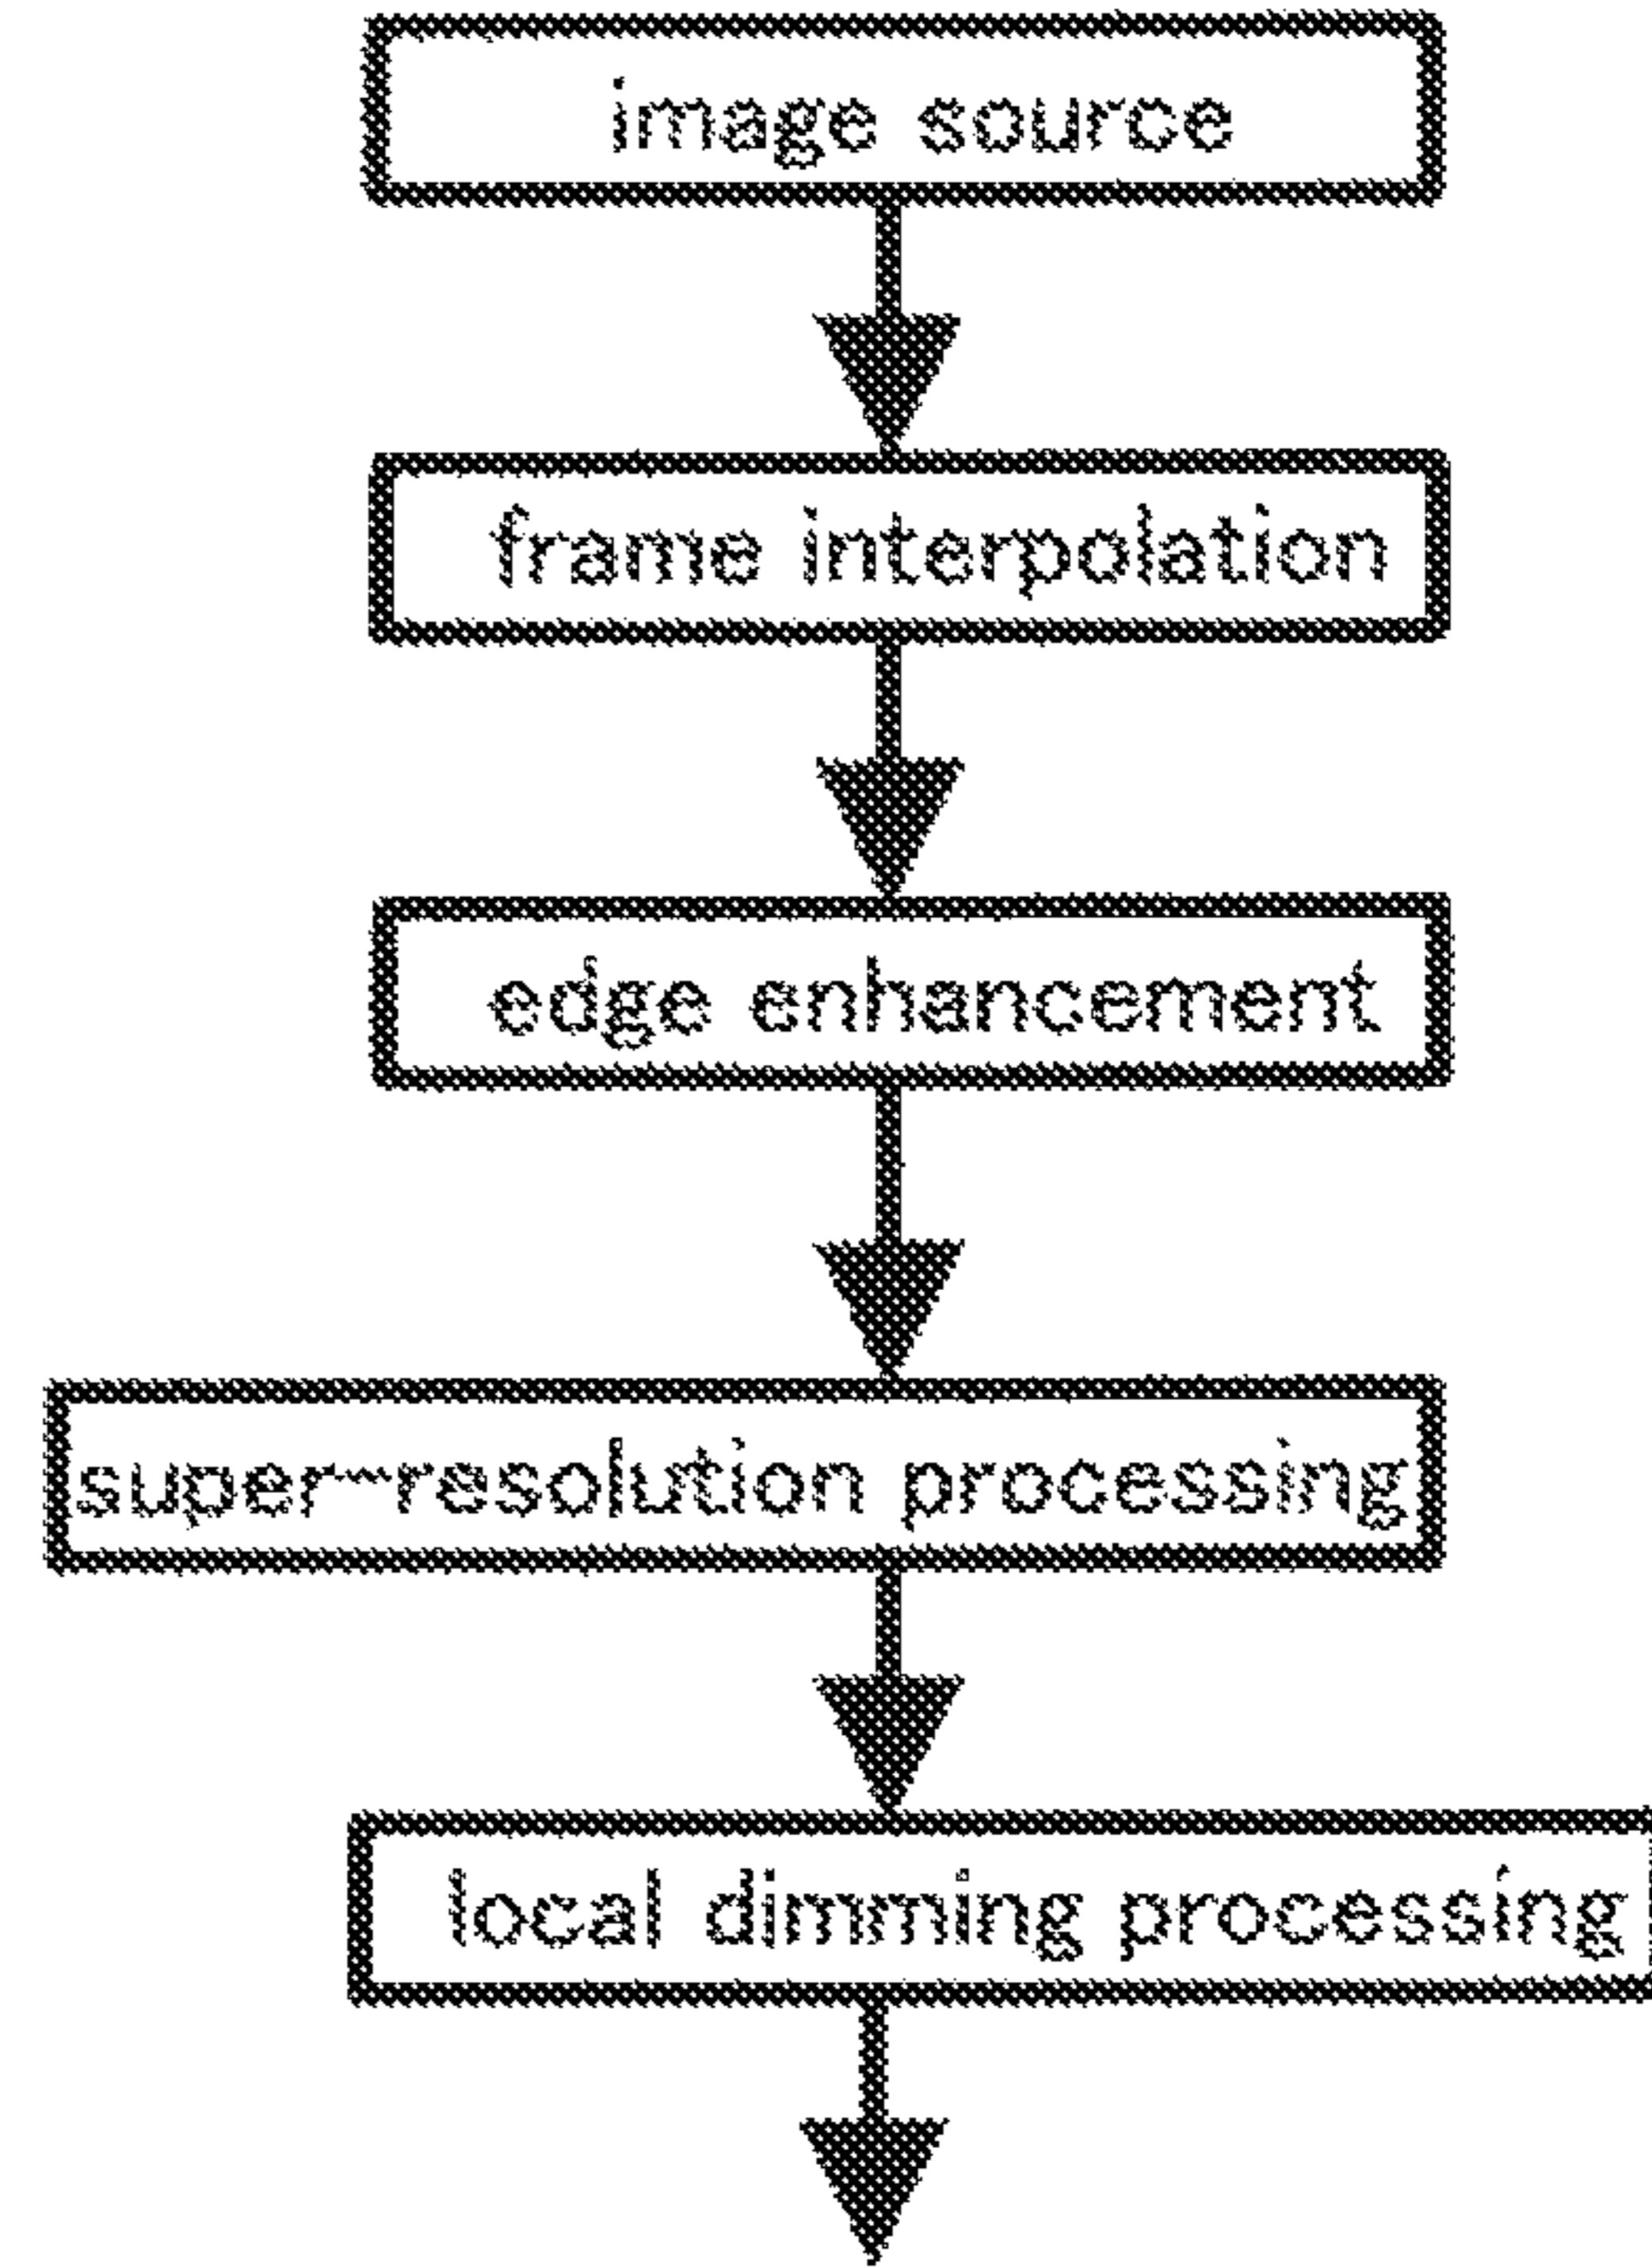 image source
frame interpolation
edge enhancement
super-resolution processing
local dimming processing